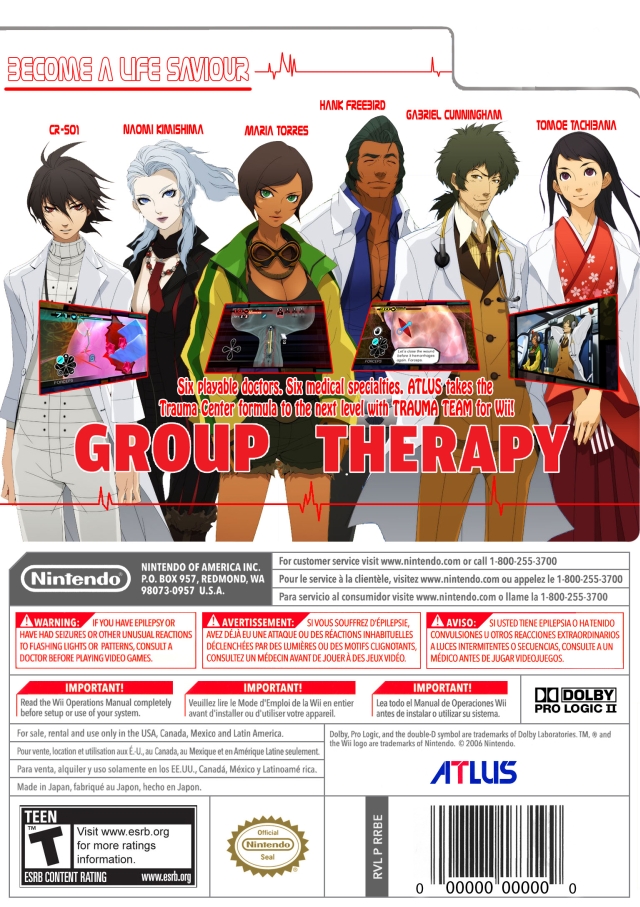 BECOME A LIFE SAVIOUR
CR-S01
NAOMI KIMISHIMA
MARIA TORRES
HANK FREEBIRD
GABRIEL CUNNINGHAM
TOMOE TACHIBANA
FORCEPS
FORCEPS
Let's close the wound
before it hemorrhages
again. Forceps
Six playable doctors. Six medical specialties. ATLUS takes the
Trauma Center formula to the next level with TRAUMA TEAM for Wii!
GROUP THERAPY
Nintendo®
NINTENDO OF AMERICA INC.
P.O. BOX 957, REDMOND, WA
98073-0957 U.S.A.
For customer service visit www.nintendo.com or call 1-800-255-3700
Pour le service à la clientèle, visitez www.nintendo.com ou appelez le 1-800-255-3700
Para servicio al consumidor visite www.nintendo.com o llame la 1-800-255-3700
WARNING: IF YOU HAVE EPILEPSY OR
HAVE HAD SEIZURES OR OTHER UNUSUAL REACTIONS
TO FLASHING LIGHTS OR PATTERNS, CONSULT A
DOCTOR BEFORE PLAYING VIDEO GAMES.
AVERTISSEMENT: SI VOUS SOUFFREZ D'ÉPILEPSIE,
AVEZ DÉJÀ EU UNE ATTAQUE OU DES RÉACTIONS INHABITUELLES
DÉCLENCHÉES PAR DES LUMIÈRES OU DES MOTIFS CLIGNOTANTS,
CONSULTEZ UN MÉDECIN AVANT DE JOUER À DES JEUX VIDÉO.
AVISO: SI USTED TIENE EPILEPSIA O HA TENIDO
CONVULSIONES U OTROS REACCIONES EXTRAORDINARIOS
A LUCES INTERMITENTES O SECUENCIAS, CONSULTE A UN
MÉDICO ANTES DE JUGAR VIDEOJUEGOS.
IMPORTANT!
Read the Wii Operations Manual completely
before setup or use of your system.
IMPORTANT!
Veuillez lire le Mode d'Emploi de la Wii en entier
avant d'installer ou d'utiliser votre appareil.
IMPORTANT!
Lea todo el Manual de Operaciones Wii
antes de instalar o utilizar su sistema.
DOLBY
PRO LOGIC II
For sale, rental and use only in the USA, Canada, Mexico and Latin America.
Pour vente, location et utilisation aux É.-U., au Canada, au Mexique et en Amérique Latine seulement.
Para venta, alquiler y uso solamente en los EE.UU., Canadá, México y Latinoamé rica.
Made in Japan, fabriqué au Japon, hecho en Japon.
Dolby, Pro Logic, and the double-D symbol are trademarks of Dolby Laboratories. TM, ® and
the Wii logo are trademarks of Nintendo. © 2006 Nintendo.
ATLUS
TEEN
T
TM
Visit www.esrb.org
for more ratings
information.
ESRB CONTENT RATING www.esrb.org
Official
Nintendo
Seal
®
RVL P RRBE
0 00000 00000 0